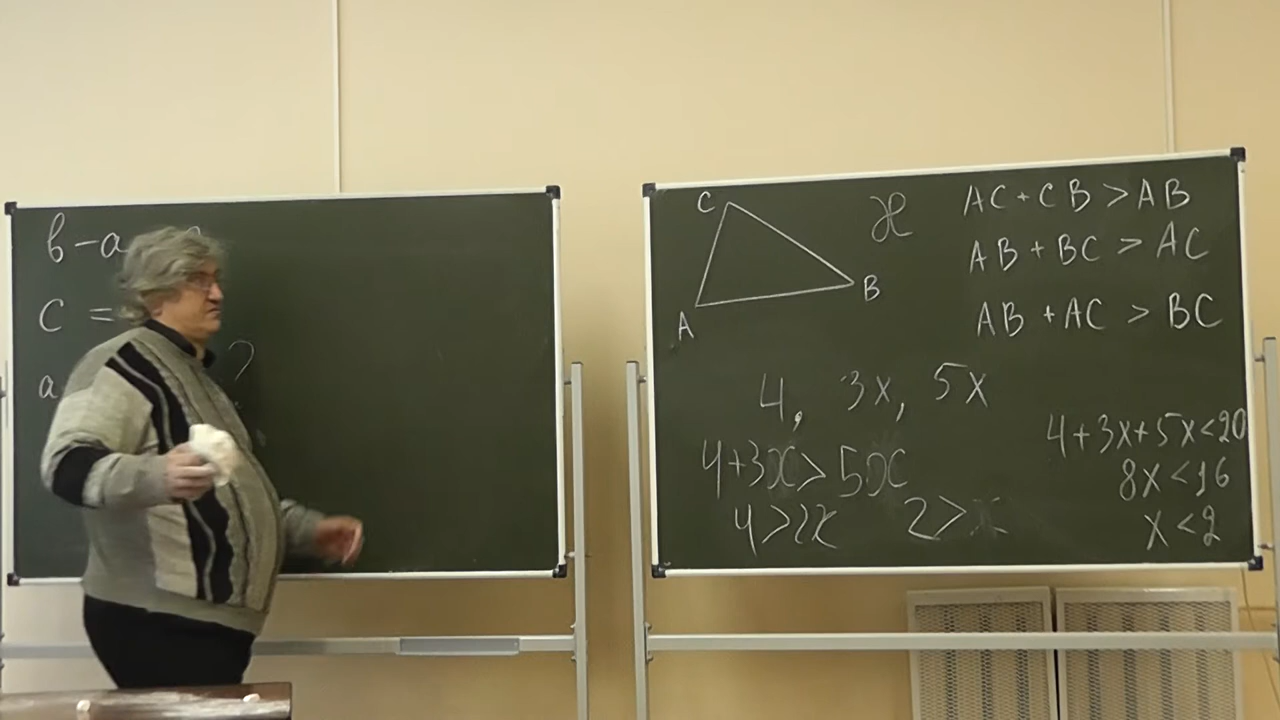 b - a
c =
a ?
C
B
A
AC + CB > AB
AB + BC > AC
AB + AC > BC
4, 3x, 5x
4+3x > 5x
4 > 2x 2 > x
4+3x+5x<20
8x < 16
x < 2